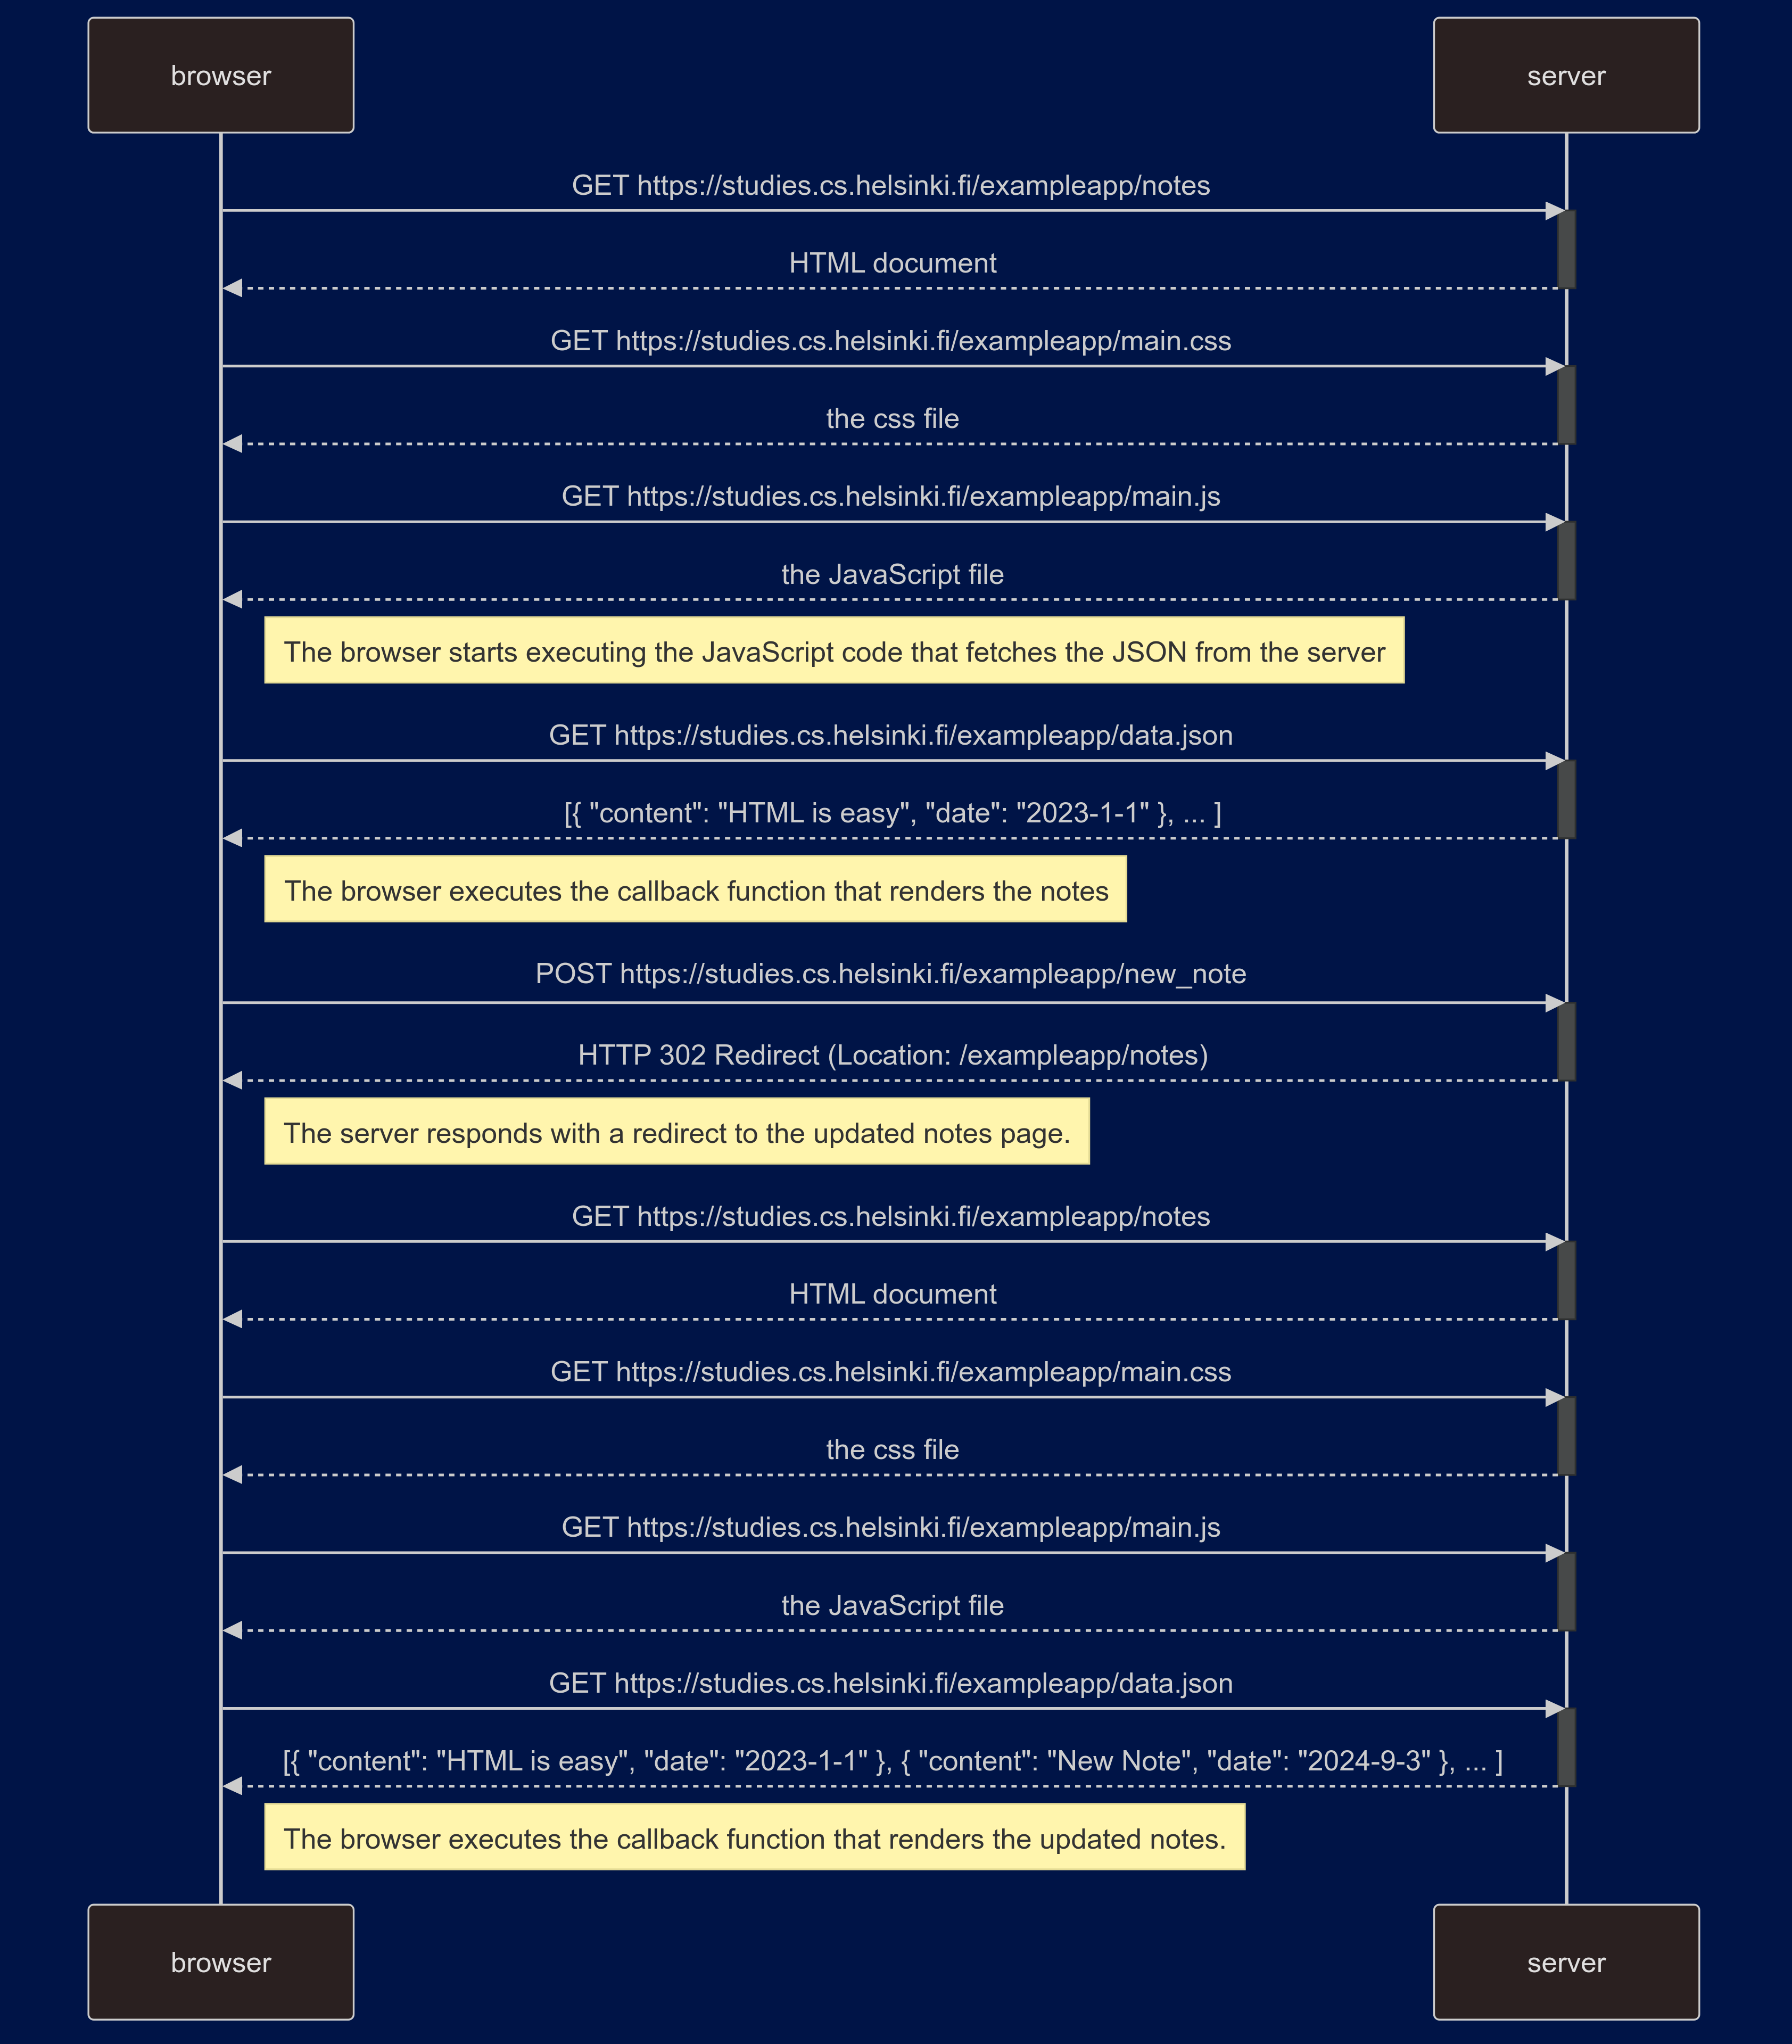 browser
server
GET https://studies.cs.helsinki.fi/exampleapp/notes
HTML document
GET https://studies.cs.helsinki.fi/exampleapp/main.css
the css file
GET https://studies.cs.helsinki.fi/exampleapp/main.js
the JavaScript file
The browser starts executing the JavaScript code that fetches the JSON from the server
GET https://studies.cs.helsinki.fi/exampleapp/data.json
[{ "content": "HTML is easy", "date": "2023-1-1" }, ... ]
The browser executes the callback function that renders the notes
POST https://studies.cs.helsinki.fi/exampleapp/new_note
HTTP 302 Redirect (Location: /exampleapp/notes)
The server responds with a redirect to the updated notes page.
GET https://studies.cs.helsinki.fi/exampleapp/notes
HTML document
GET https://studies.cs.helsinki.fi/exampleapp/main.css
the css file
GET https://studies.cs.helsinki.fi/exampleapp/main.js
the JavaScript file
GET https://studies.cs.helsinki.fi/exampleapp/data.json
[{ "content": "HTML is easy", "date": "2023-1-1" }, { "content": "New Note", "date": "2024-9-3" }, ... ]
The browser executes the callback function that renders the updated notes.
browser
server